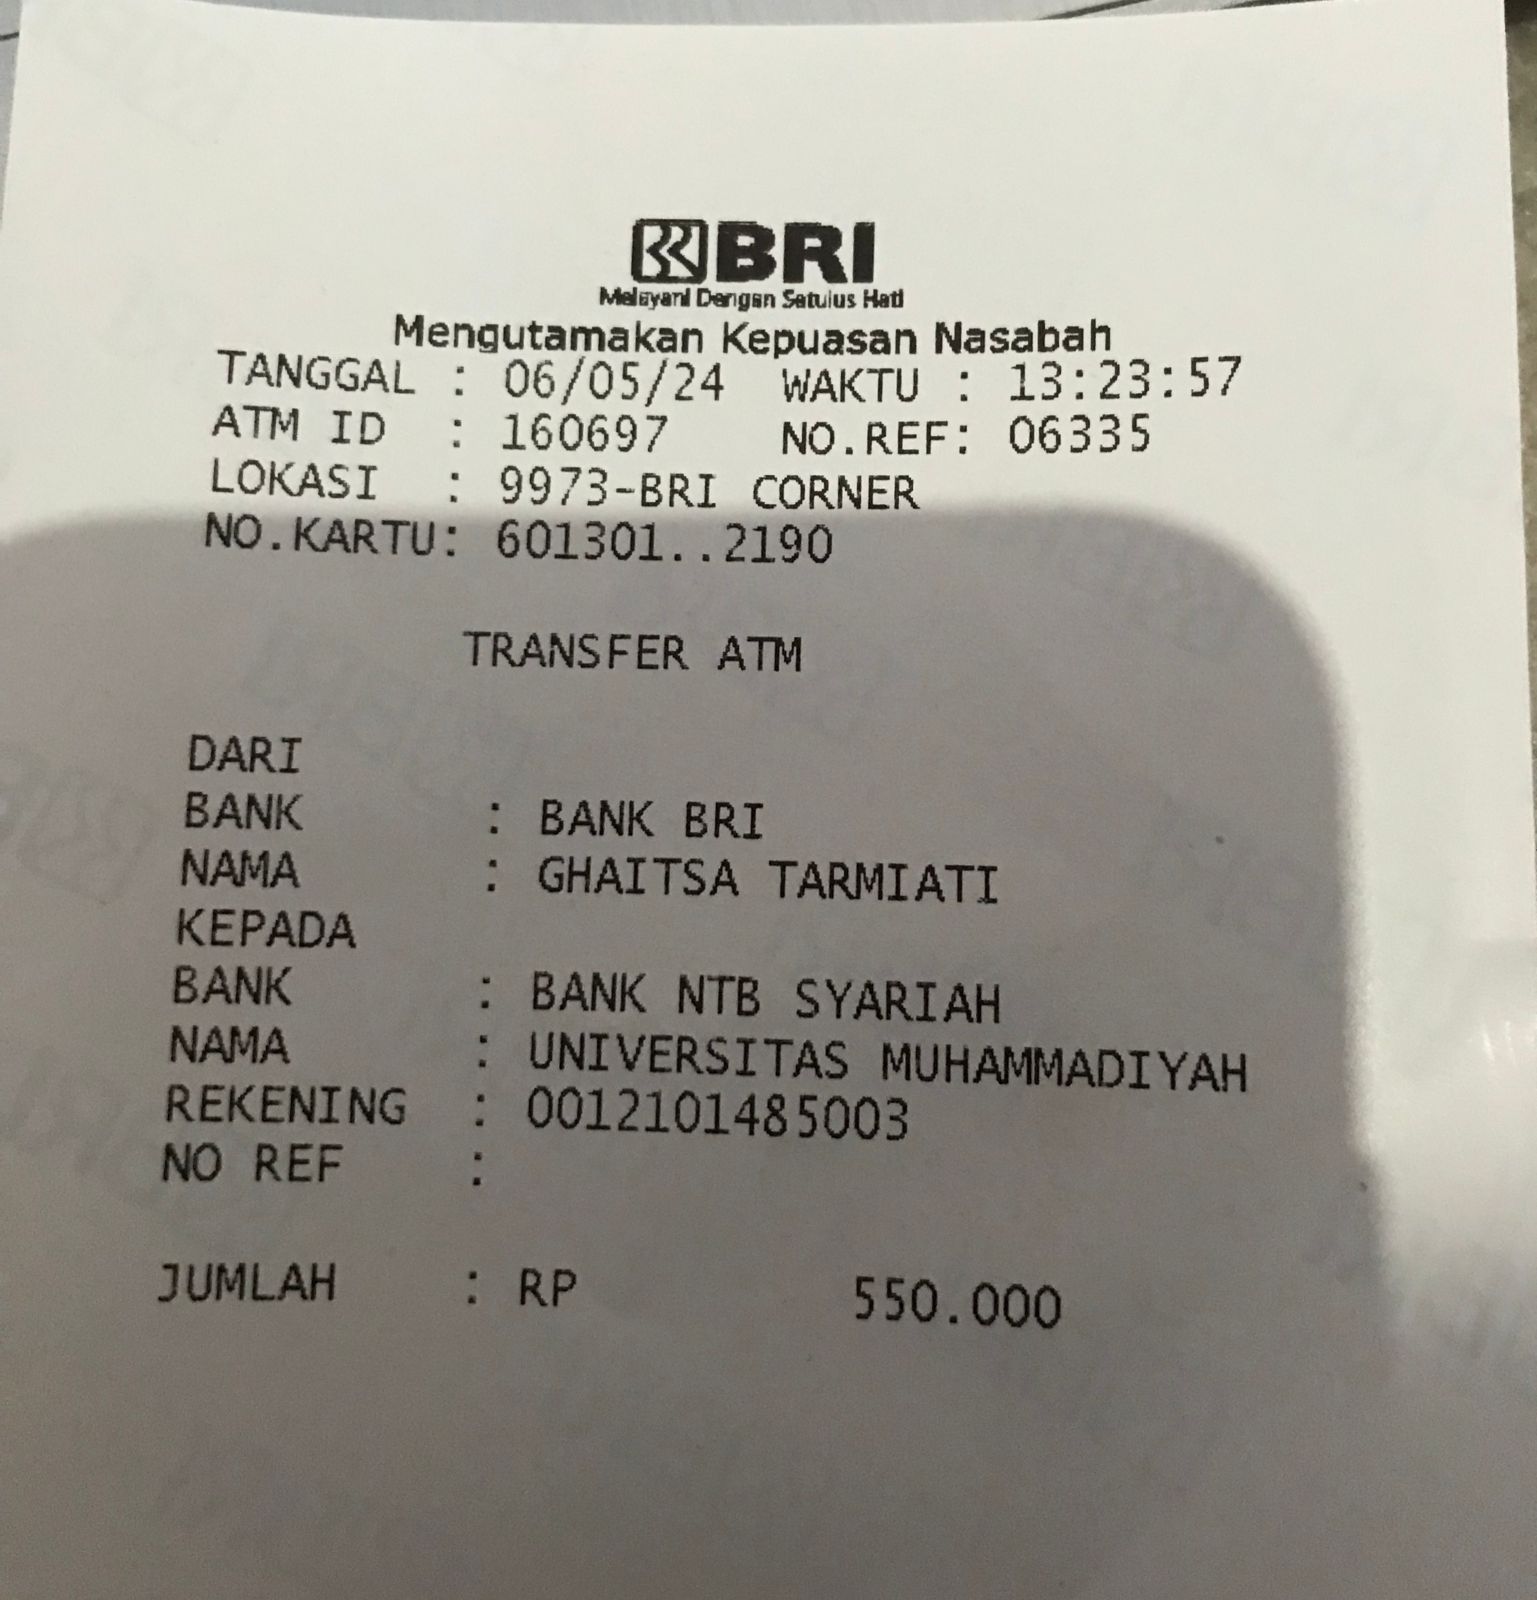 BRI
Melayani Dengan Setulus Hati
Mengutamakan Kepuasan Nasabah
TANGGAL : 06/05/24 WAKTU : 13:23:57
ATM ID : 160697 NO.REF: 06335
LOKASI : 9973-BRI CORNER
NO.KARTU: 601301..2190
TRANSFER ATM
DARI
BANK : BANK BRI
NAMA : GHAITSA TARMIATI
KEPADA
BANK : BANK NTB SYARIAH
NAMA : UNIVERSITAS MUHAMMADIYAH
REKENING : 0012101485003
NO REF :
JUMLAH : RP 550.000